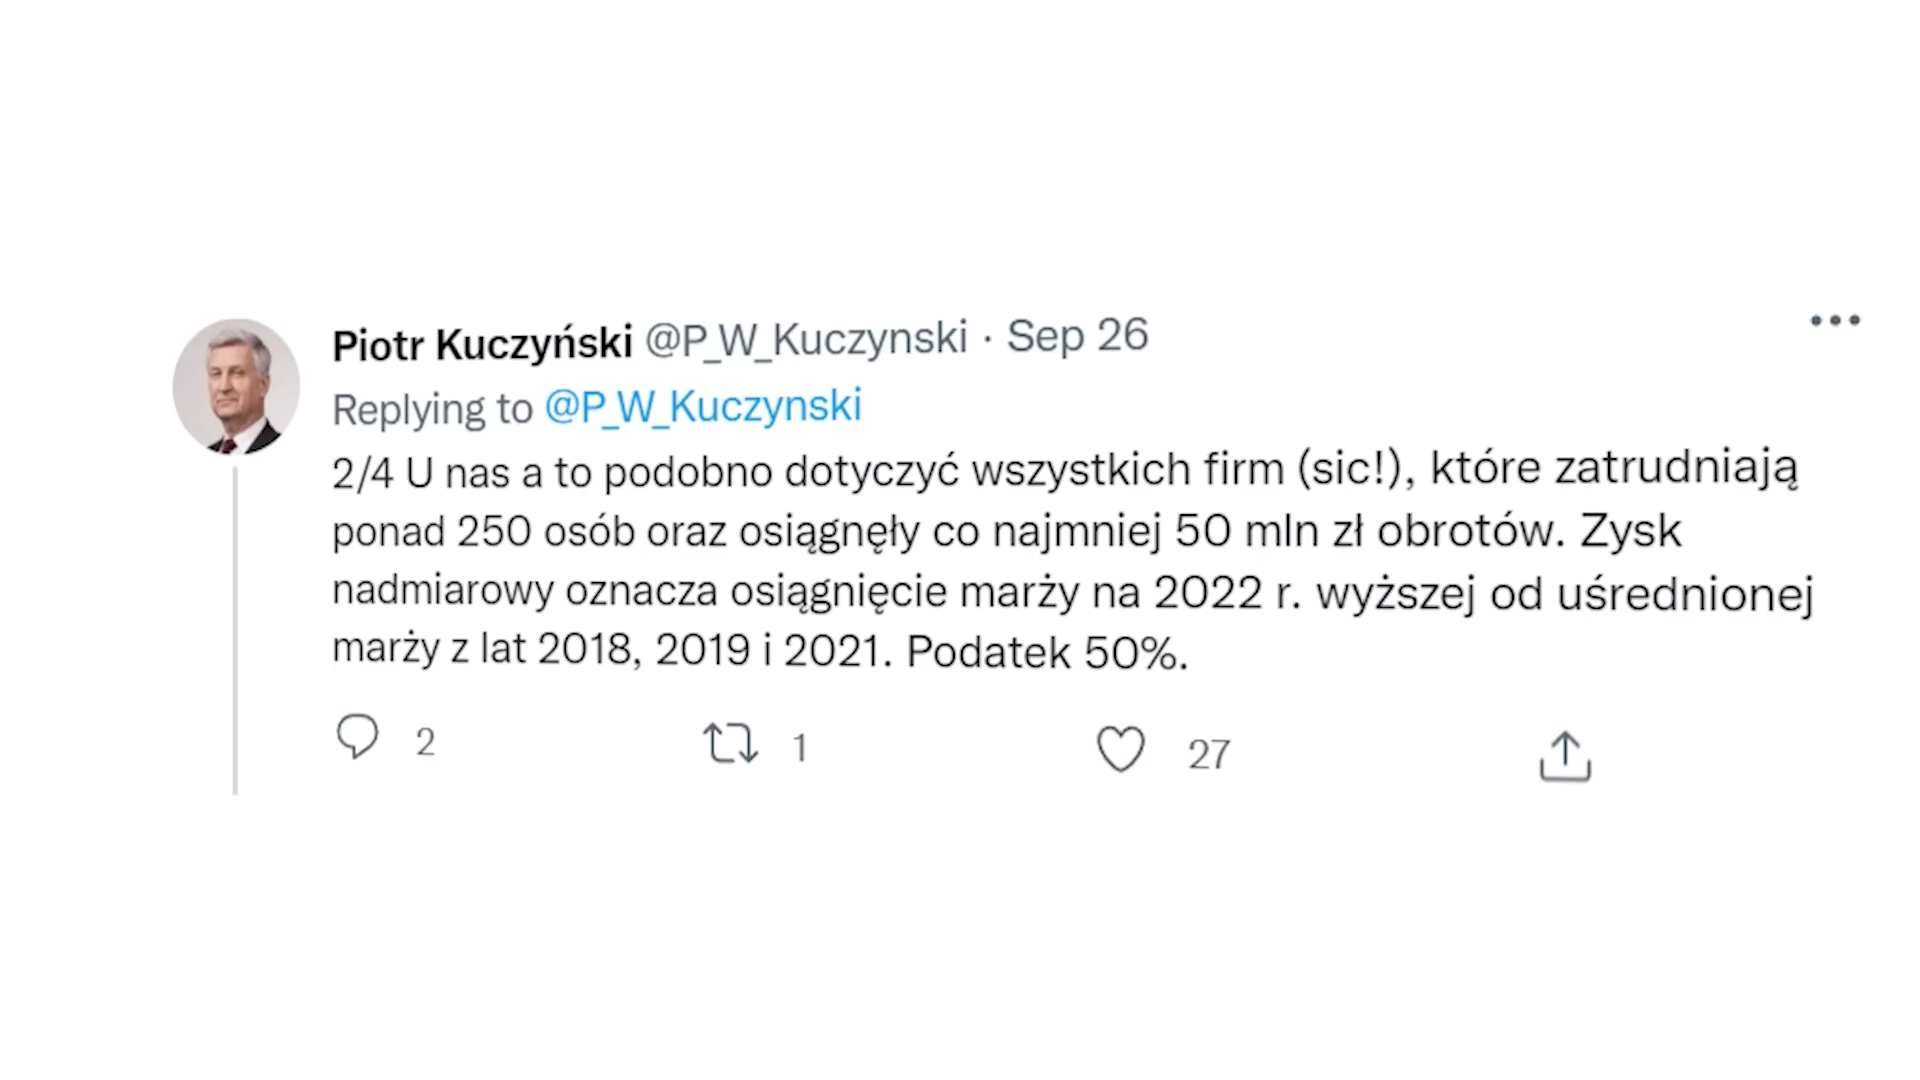 Piotr Kuczyński @P_W_Kuczynski · Sep 26
Replying to @P_W_Kuczynski
2/4 U nas a to podobno dotyczyć wszystkich firm (sic!), które zatrudniają
ponad 250 osób oraz osiągnęły co najmniej 50 mln zł obrotów. Zysk
nadmiarowy oznacza osiągnięcie marży na 2022 r. wyższej od uśrednionej
marży z lat 2018, 2019 i 2021. Podatek 50%.
2 1 27